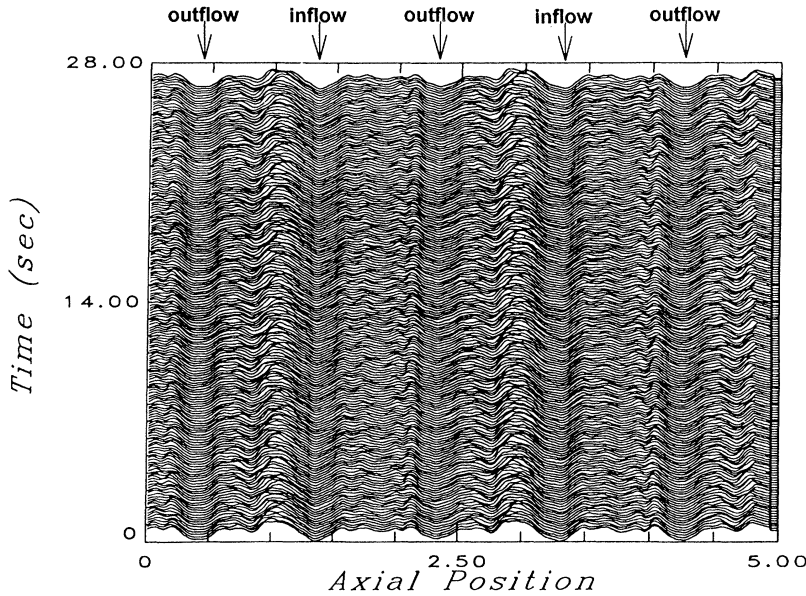 outflow inflow outflow inflow outflow
28.00
Time (sec)
14.00
0
0 2.50 5.00
Axial Position